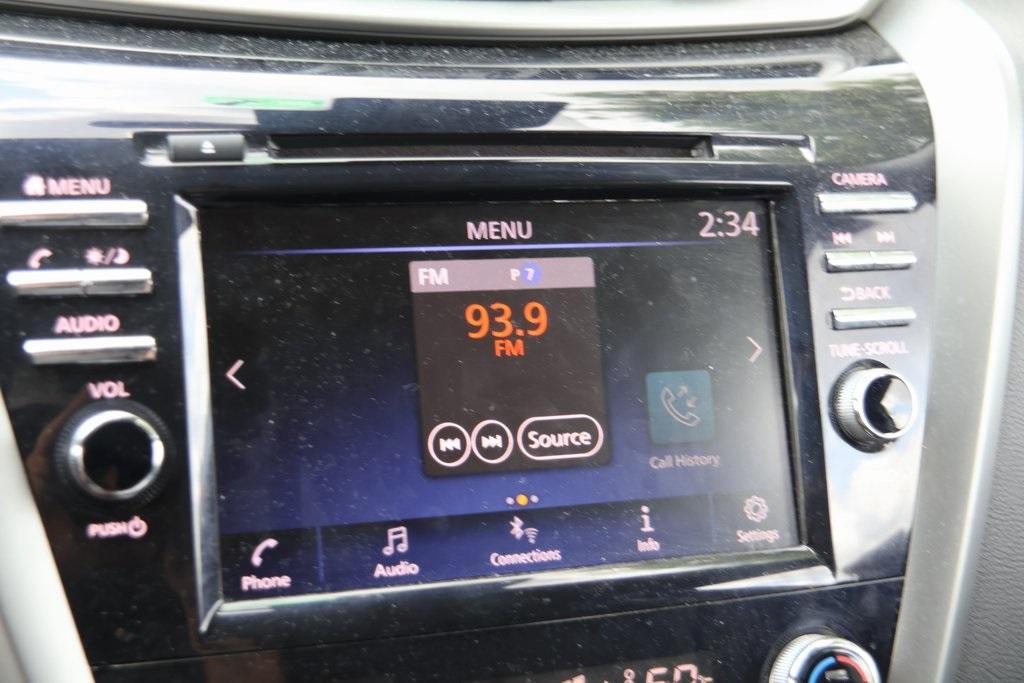 MENU
AUDIO
VOL
PUSH
MENU
2:34
FM P 7
93.9
FM
Source
Call History
Phone
Audio
Connections
Info
Settings
CAMERA
BACK
TUNE·SCROLL